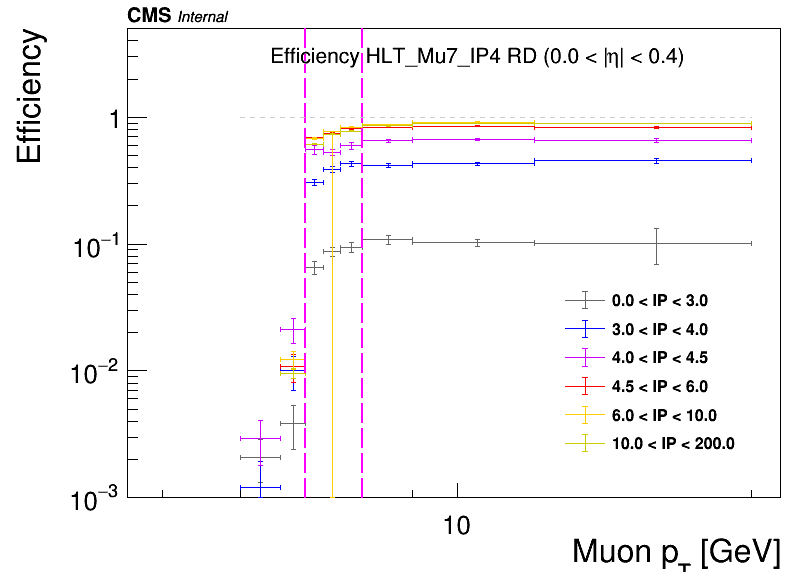 CMS Internal
Efficiency HLT_Mu7_IP4 RD (0.0 < |η| < 0.4)
Efficiency
1
10⁻¹
10⁻²
10⁻³
0.0 < IP < 3.0
3.0 < IP < 4.0
4.0 < IP < 4.5
4.5 < IP < 6.0
6.0 < IP < 10.0
10.0 < IP < 200.0
10
Muon p_T [GeV]